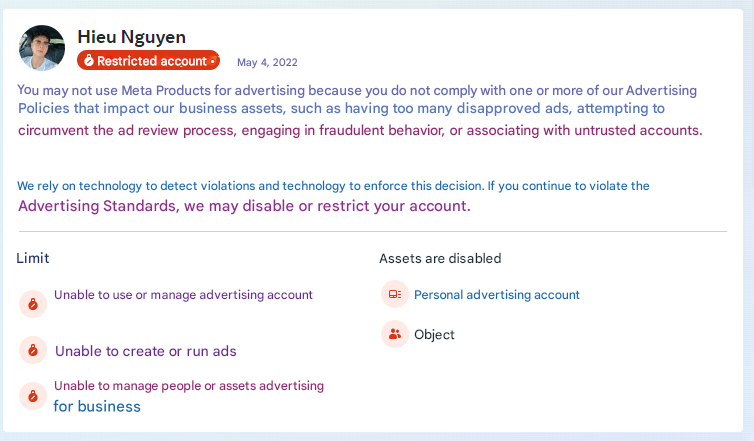 Hieu Nguyen
Restricted account
May 4, 2022
You may not use Meta Products for advertising because you do not comply with one or more of our Advertising
Policies that impact our business assets, such as having too many disapproved ads, attempting to
circumvent the ad review process, engaging in fraudulent behavior, or associating with untrusted accounts.
We rely on technology to detect violations and technology to enforce this decision. If you continue to violate the
Advertising Standards, we may disable or restrict your account.
Limit
Unable to use or manage advertising account
Unable to create or run ads
Unable to manage people or assets advertising
for business
Assets are disabled
Personal advertising account
Object